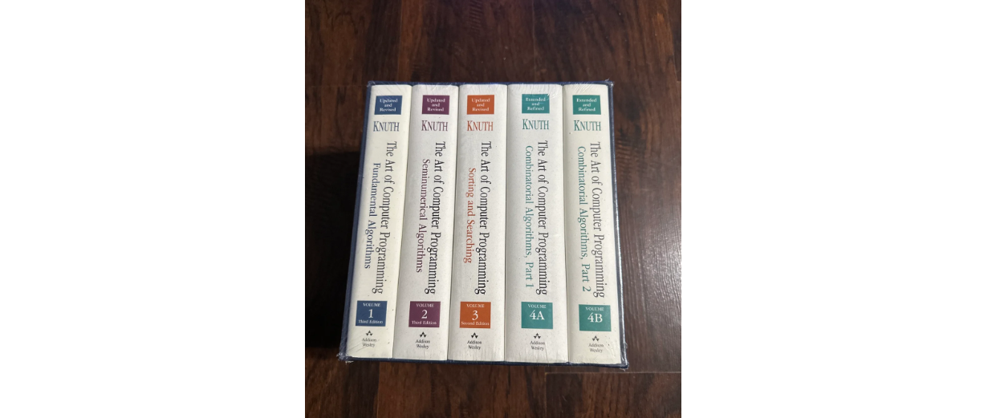 Updated
and
Revised
KNUTH
The Art of Computer Programming
Fundamental Algorithms
VOLUME
1
Third Edition
Addison
Wesley
Updated
and
Revised
KNUTH
The Art of Computer Programming
Seminumerical Algorithms
VOLUME
2
Third Edition
Addison
Wesley
Updated
and
Revised
KNUTH
The Art of Computer Programming
Sorting and Searching
VOLUME
3
Second Edition
Addison
Wesley
Extended
and
Refined
KNUTH
The Art of Computer Programming
Combinatorial Algorithms, Part 1
VOLUME
4A
Addison
Wesley
Extended
and
Refined
KNUTH
The Art of Computer Programming
Combinatorial Algorithms, Part 2
VOLUME
4B
Addison
Wesley